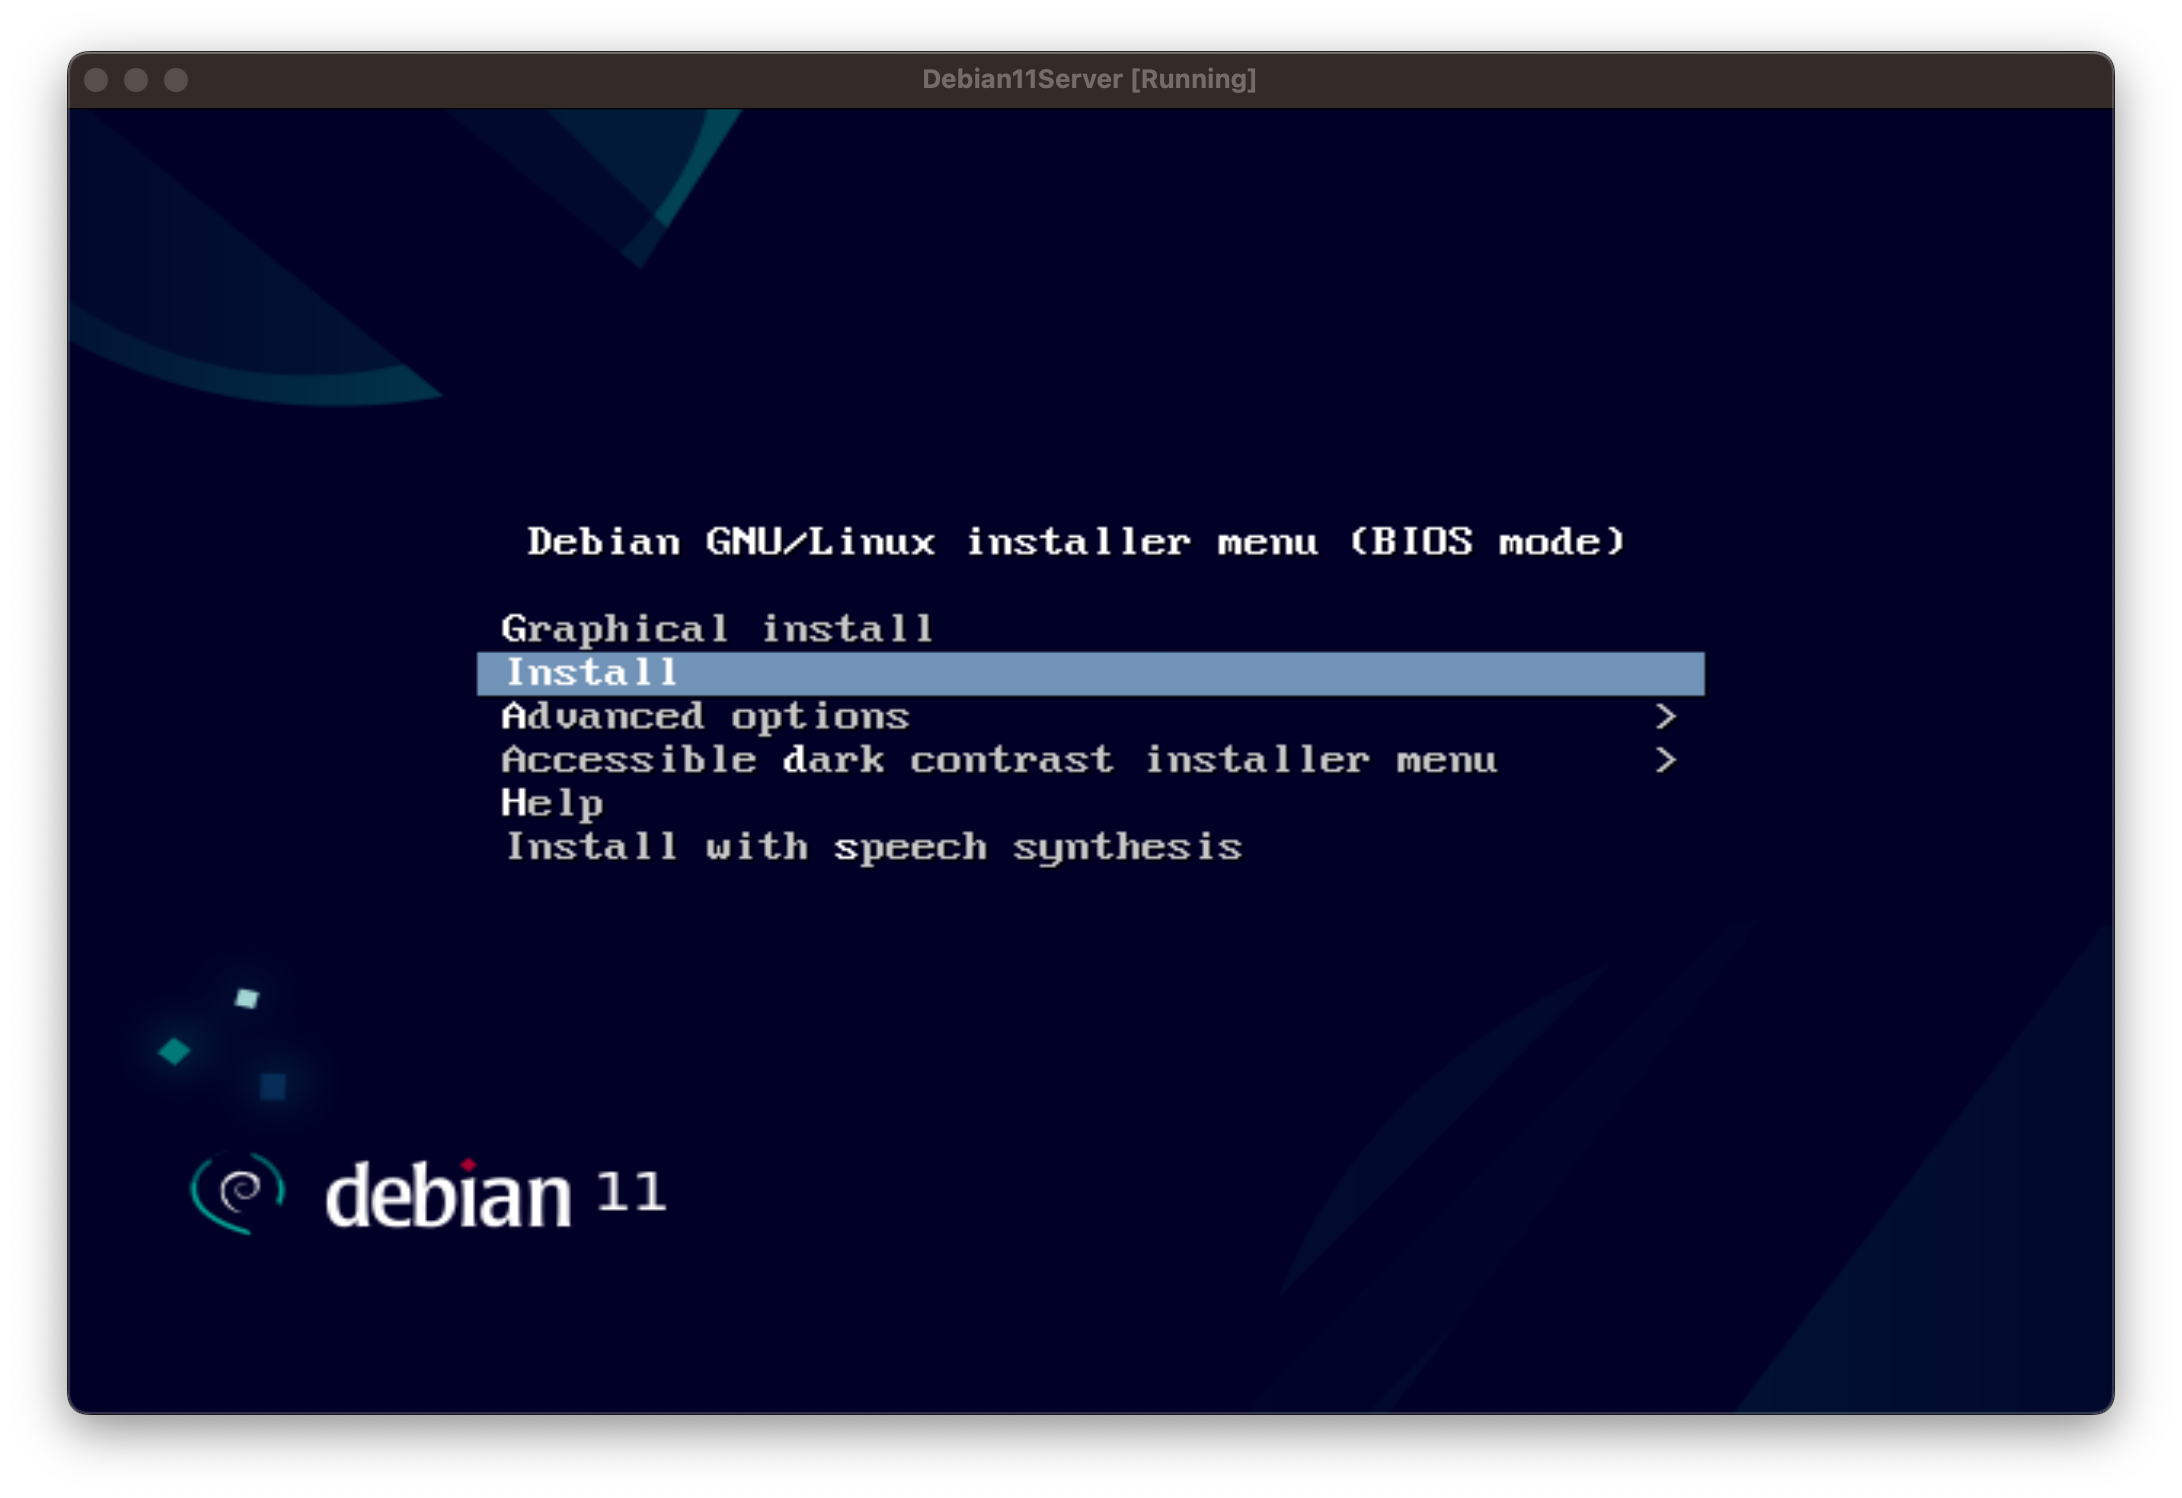 Debian11Server [Running]
Debian GNU/Linux installer menu (BIOS mode)
Graphical install
Install
Advanced options >
Accessible dark contrast installer menu >
Help
Install with speech synthesis
debian 11